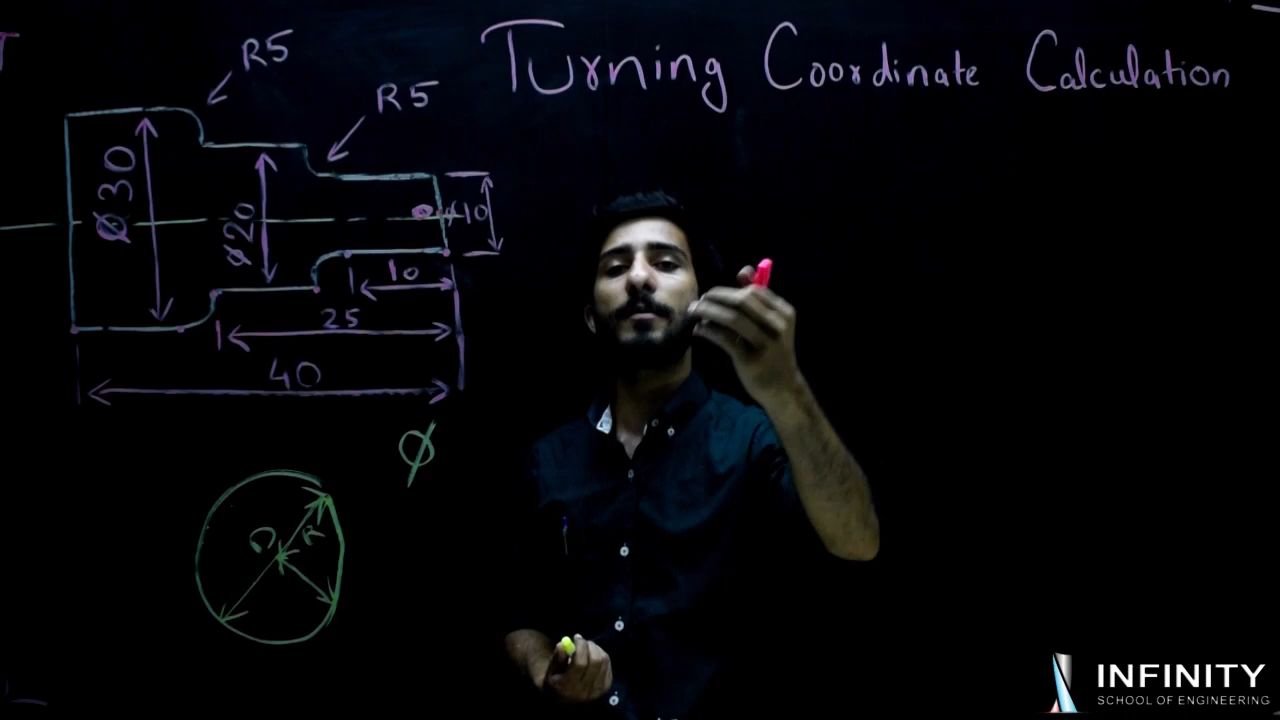 Turning Coordinate Calculation
R5
R5
Ø30
Ø20
Ø10
10
25
40
Ø
D
R
INFINITY
SCHOOL OF ENGINEERING